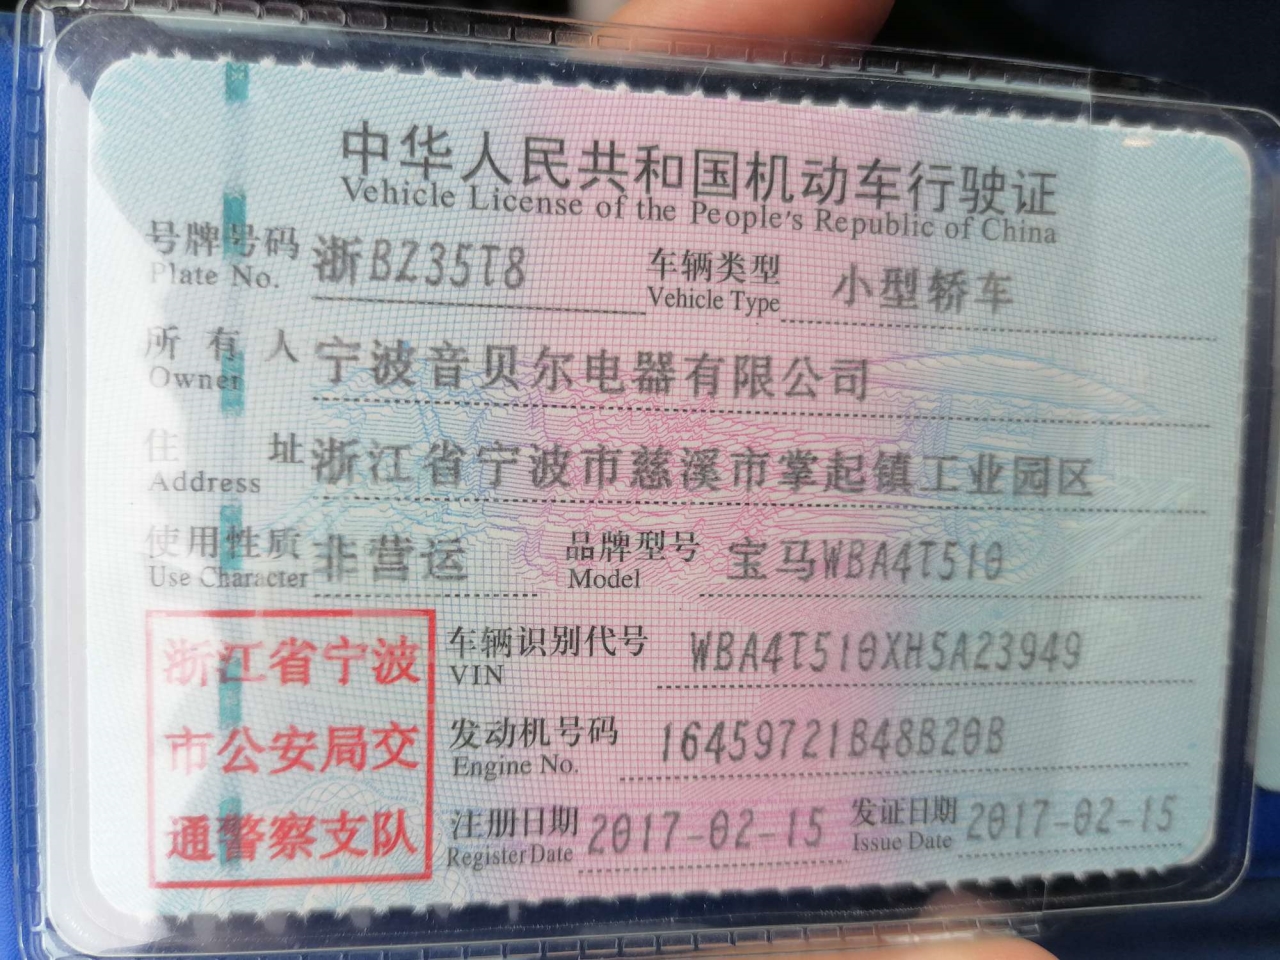 中华人民共和国机动车行驶证
Vehicle License of the People's Republic of China
号牌号码 浙BZ35T8 车辆类型 小型轿车
Plate No. Vehicle Type
所有人 宁波音贝尔电器有限公司
Owner
住址 浙江省宁波市慈溪市掌起镇工业园区
Address
使用性质 非营运 品牌型号 宝马WBA4T510
Use Character Model
浙江省宁波
市公安局交
通警察支队
车辆识别代号 WBA4T510XH5A23949
VIN
发动机号码 16459721B48B20B
Engine No.
注册日期 2017-02-15 发证日期 2017-02-15
Register Date Issue Date